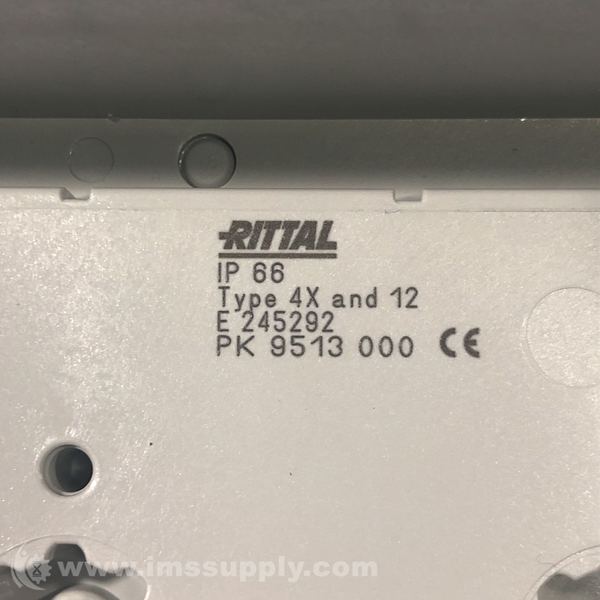 RITTAL
IP 66
Type 4X and 12
E 245292
PK 9513 000 CE
www.imssupply.com